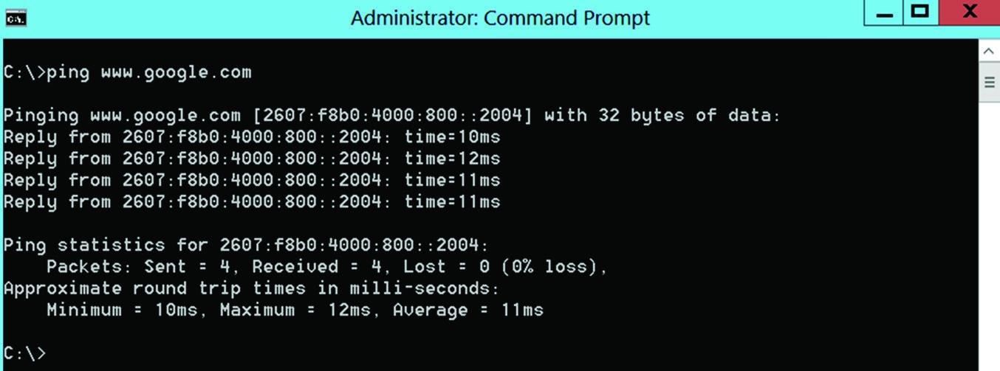 Administrator: Command Prompt
C:\>ping www.google.com
Pinging www.google.com [2607:f8b0:4000:800::2004] with 32 bytes of data:
Reply from 2607:f8b0:4000:800::2004: time=10ms
Reply from 2607:f8b0:4000:800::2004: time=12ms
Reply from 2607:f8b0:4000:800::2004: time=11ms
Reply from 2607:f8b0:4000:800::2004: time=11ms
Ping statistics for 2607:f8b0:4000:800::2004:
    Packets: Sent = 4, Received = 4, Lost = 0 (0% loss),
Approximate round trip times in milli-seconds:
    Minimum = 10ms, Maximum = 12ms, Average = 11ms
C:\>